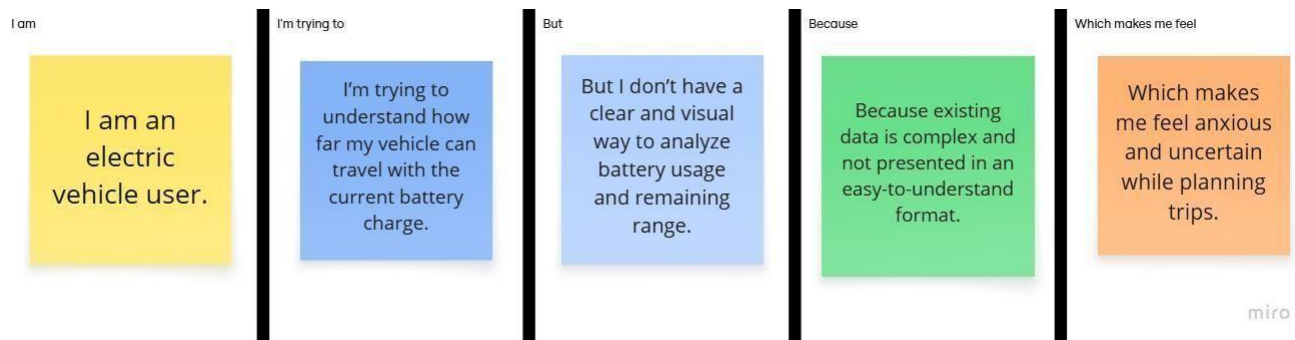 I am
I am an
electric
vehicle user.
I'm trying to
I'm trying to
understand how
far my vehicle can
travel with the
current battery
charge.
But
But I don't have a
clear and visual
way to analyze
battery usage
and remaining
range.
Because
Because existing
data is complex and
not presented in an
easy-to-understand
format.
Which makes me feel
Which makes
me feel anxious
and uncertain
while planning
trips.
miro